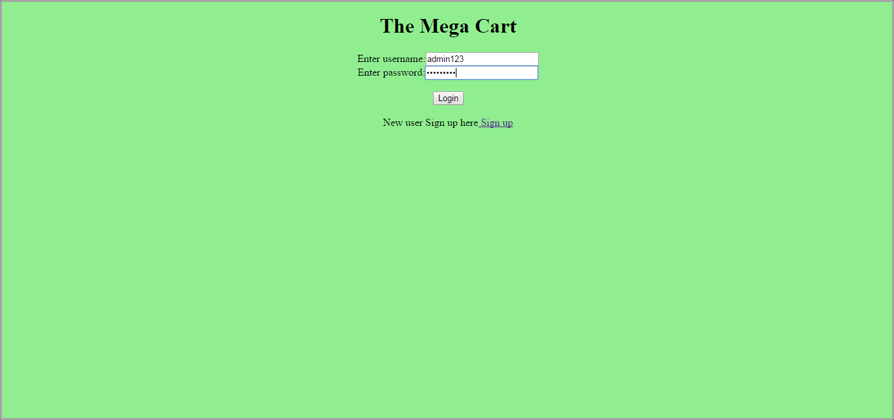 The Mega Cart
Enter username:admin123
Enter password:•••••••••
Login
New user Sign up here Sign up